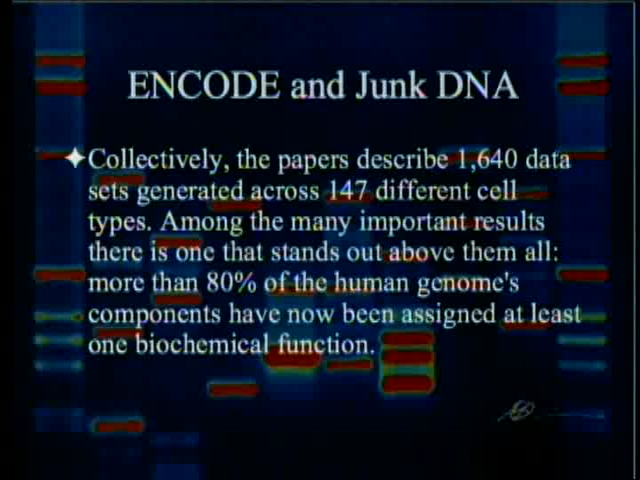 ENCODE and Junk DNA
✦Collectively, the papers describe 1,640 data
sets generated across 147 different cell
types. Among the many important results
there is one that stands out above them all:
more than 80% of the human genome's
components have now been assigned at least
one biochemical function.